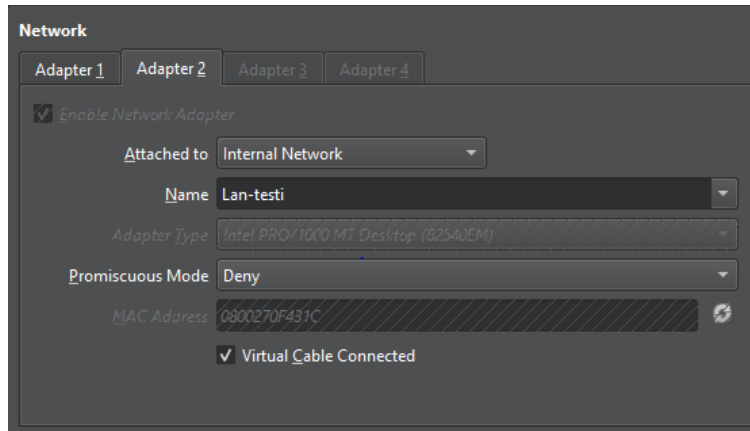 Network
Adapter 1 Adapter 2 Adapter 3 Adapter 4
Enable Network Adapter
Attached to Internal Network
Name Lan-testi
Adapter Type Intel PRO/1000 MT Desktop (82540EM)
Promiscuous Mode Deny
MAC Address 0800270F431C
Virtual Cable Connected